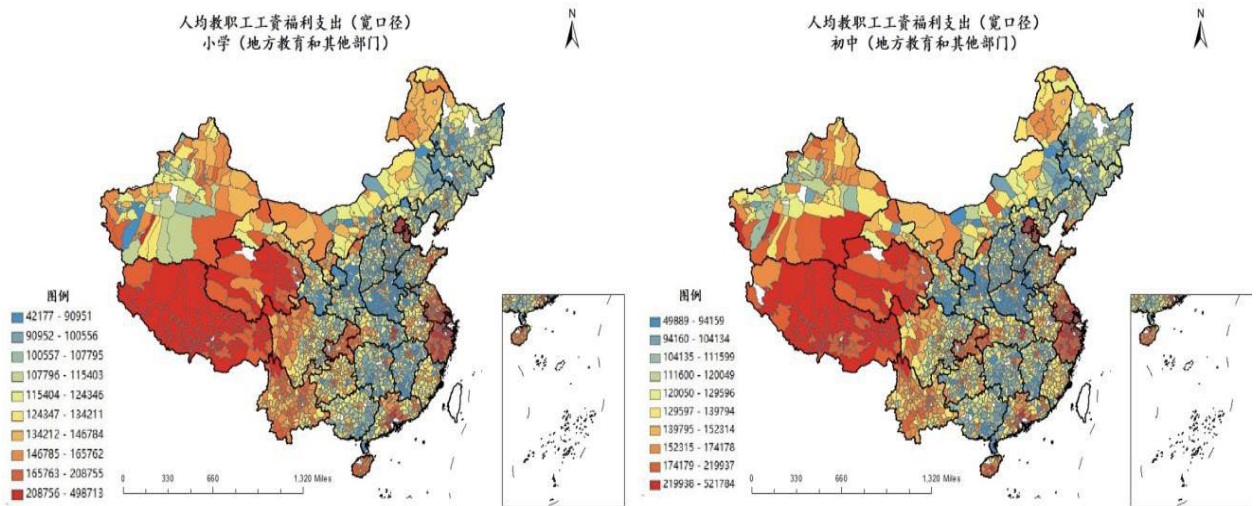 人均教职工工资福利支出（宽口径）
小学（地方教育和其他部门）
N
图例
42177 - 90951
90952 - 100556
100557 - 107795
107796 - 115403
115404 - 124346
124347 - 134211
134212 - 146784
146785 - 165762
165763 - 208755
208756 - 498713
0 330 660 1,320 Miles
人均教职工工资福利支出（宽口径）
初中（地方教育和其他部门）
N
图例
49889 - 94159
94160 - 104134
104135 - 111599
111600 - 120049
120050 - 129596
129597 - 139794
139795 - 152314
152315 - 174178
174179 - 219937
219938 - 521784
0 330 660 1,320 Miles